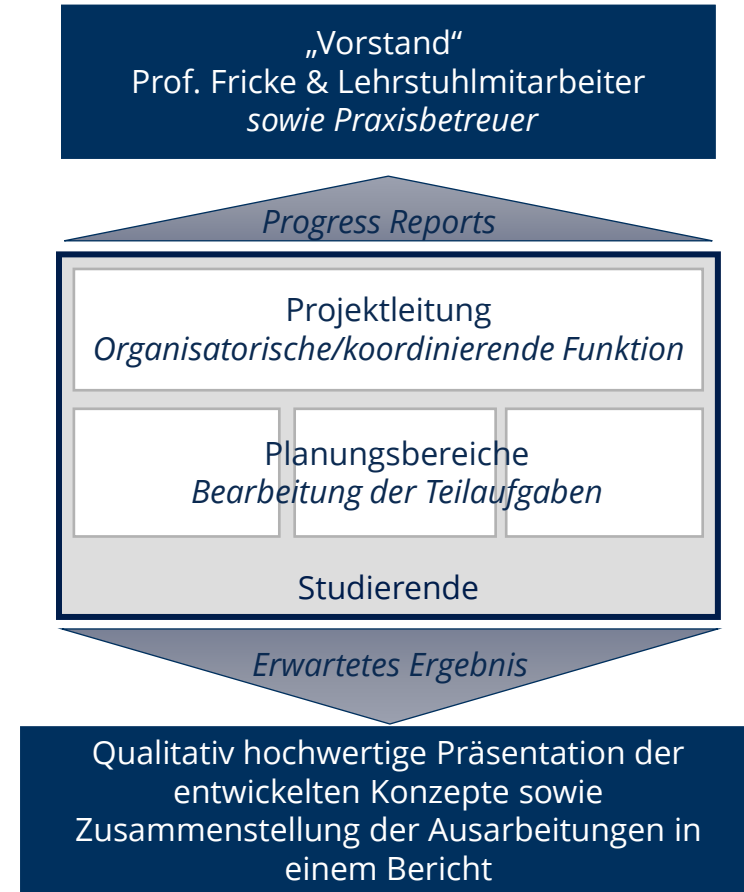 „Vorstand“
Prof. Fricke & Lehrstuhlmitarbeiter
sowie Praxisbetreuer
Progress Reports
Projektleitung
Organisatorische/koordinierende Funktion
Planungsbereiche
Bearbeitung der Teilaufgaben
Studierende
Erwartetes Ergebnis
Qualitativ hochwertige Präsentation der
entwickelten Konzepte sowie
Zusammenstellung der Ausarbeitungen in
einem Bericht